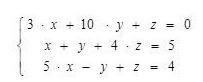 3 · x + 10 · y + z = 0
x + y + 4 · z = 5
5 · x − y + z = 4